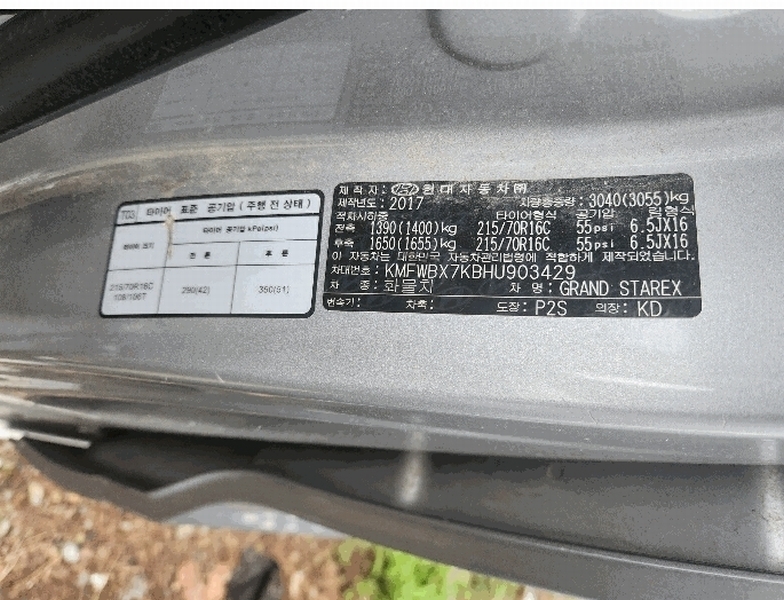 T03 타이어 표준 공기압 ( 주행 전 상태 )
타이어 크기
타이어 공기압 kPa(psi)
전 륜 후 륜
215/70R16C
108/106T
290(42) 350(51)
제 작 자: 현대자동차㈜
제작년도: 2017 차량총중량: 3040(3055)kg
적차시하중 타이어형식 공기압 림형식
전축 1390(1400)kg 215/70R16C 55psi 6.5JX16
후축 1650(1655)kg 215/70R16C 55psi 6.5JX16
이 자동차는 대한민국 자동차관리법령에 적합하게 제작되었습니다.
차대번호: KMFWBX7KBHU903429
차 종: 화물차 차 명: GRAND STAREX
변속기: 차축: 도장: P2S 의장: KD